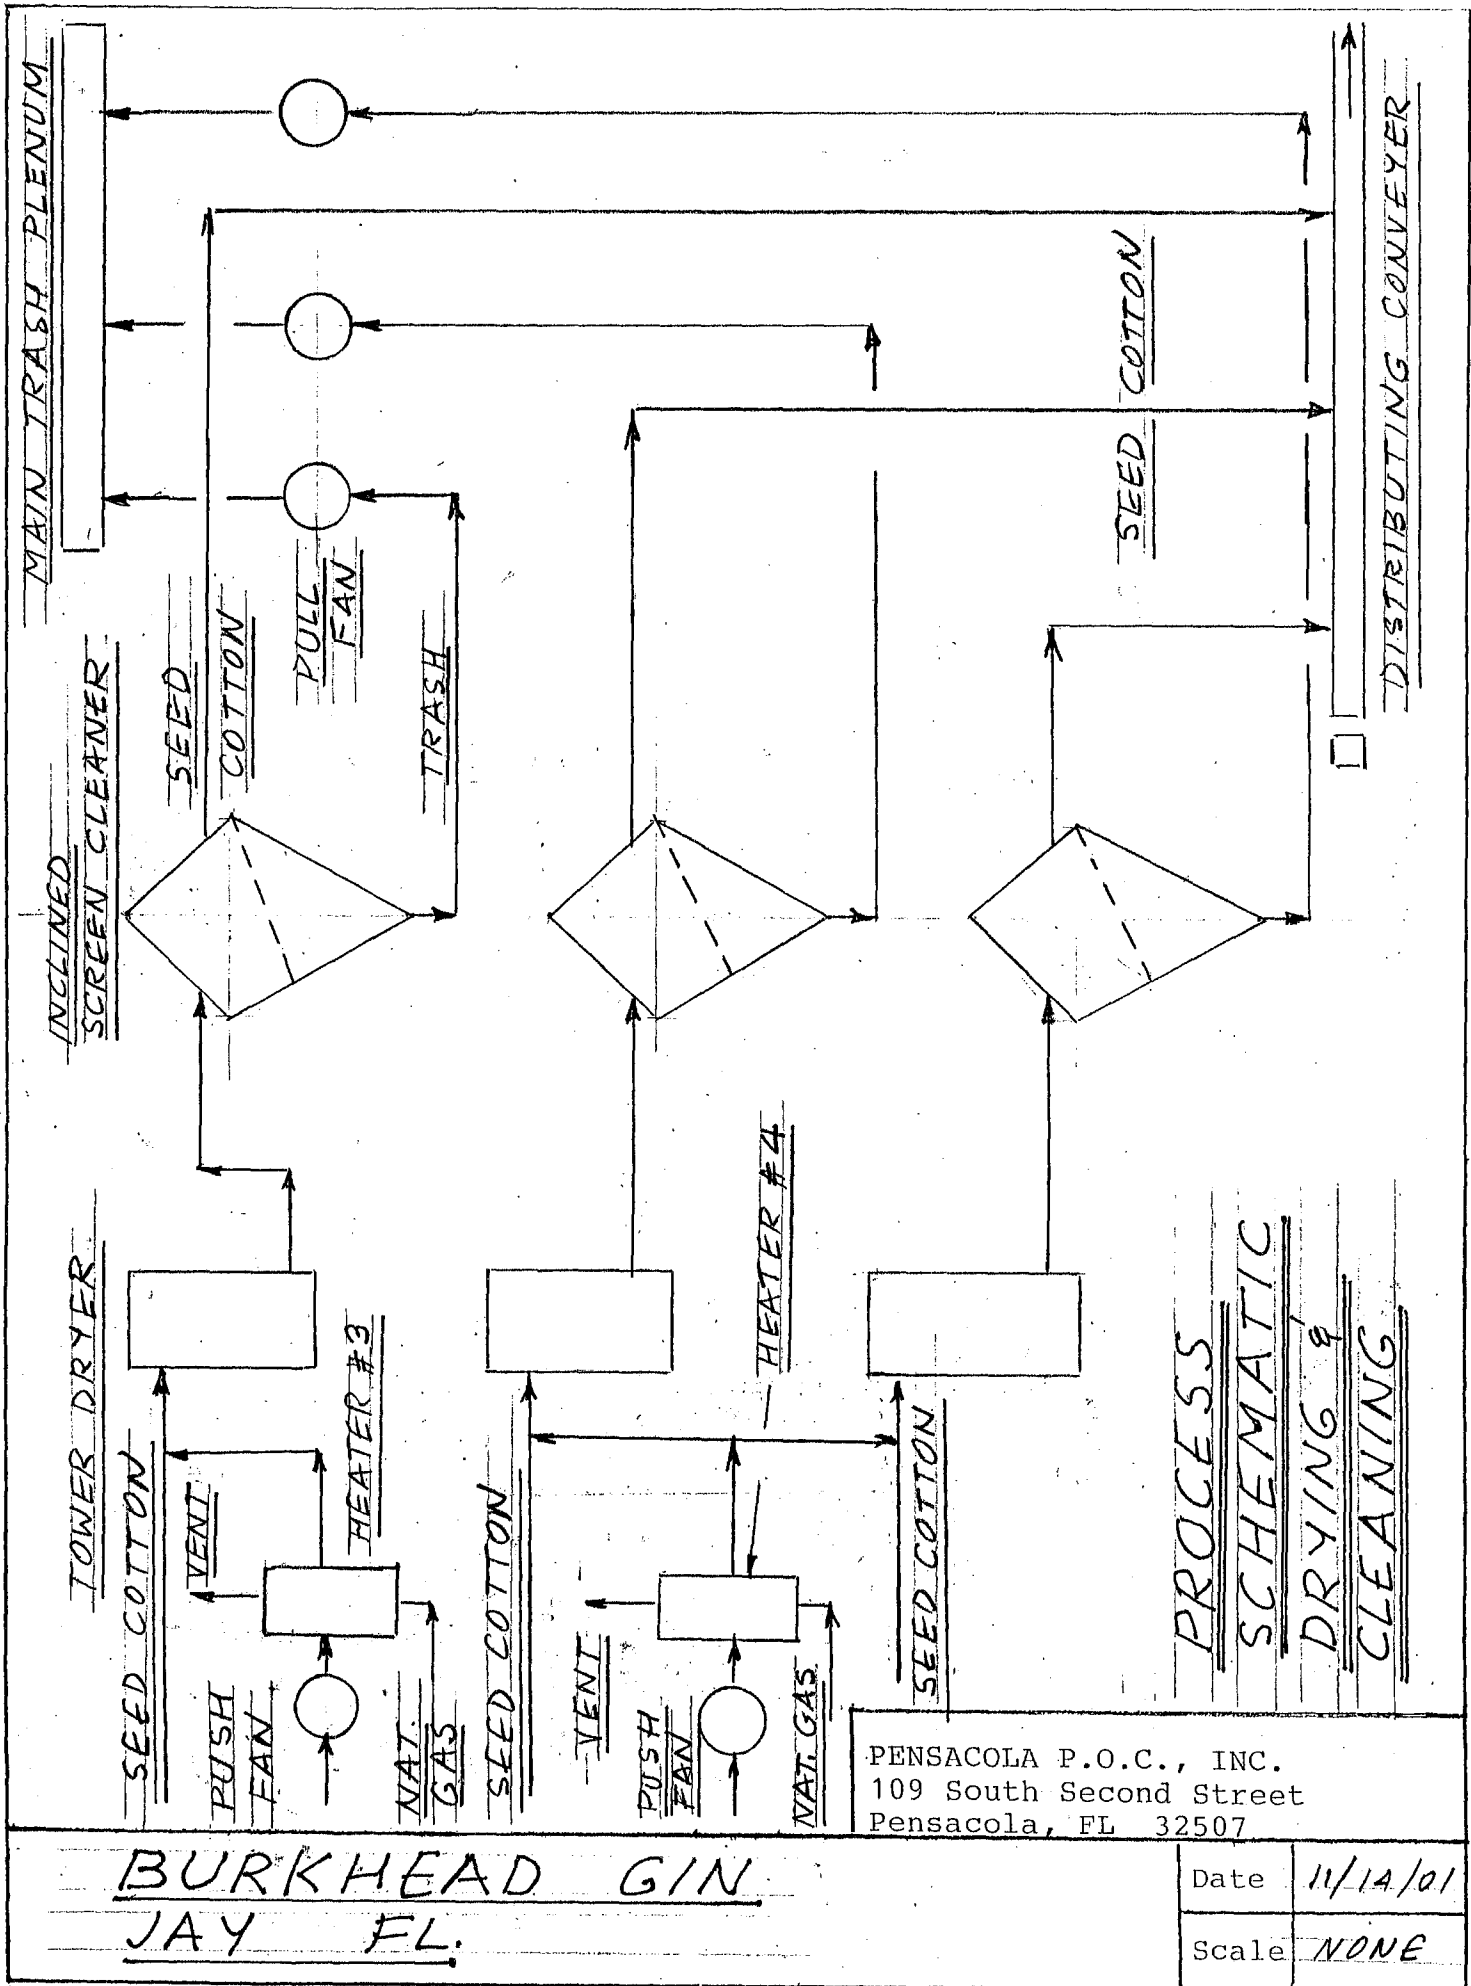 MAIN TRASH PLENUM
INCLINED
SCREEN CLEANER
SEED
COTTON
PULL
FAN
TRASH
SEED COTTON
DISTRIBUTING CONVEYER
TOWER DRYER
SEED COTTON
VENT
HEATER #3
PUSH
FAN
NAT.
GAS
SEED COTTON
VENT
HEATER #4
PUSH
FAN
NAT. GAS
SEED COTTON
PROCESS
SCHEMATIC
DRYING &
CLEANING
PENSACOLA P.O.C., INC.
109 South Second Street
Pensacola, FL 32507
BURKHEAD GIN
JAY FL.
Date 11/14/01
Scale NONE